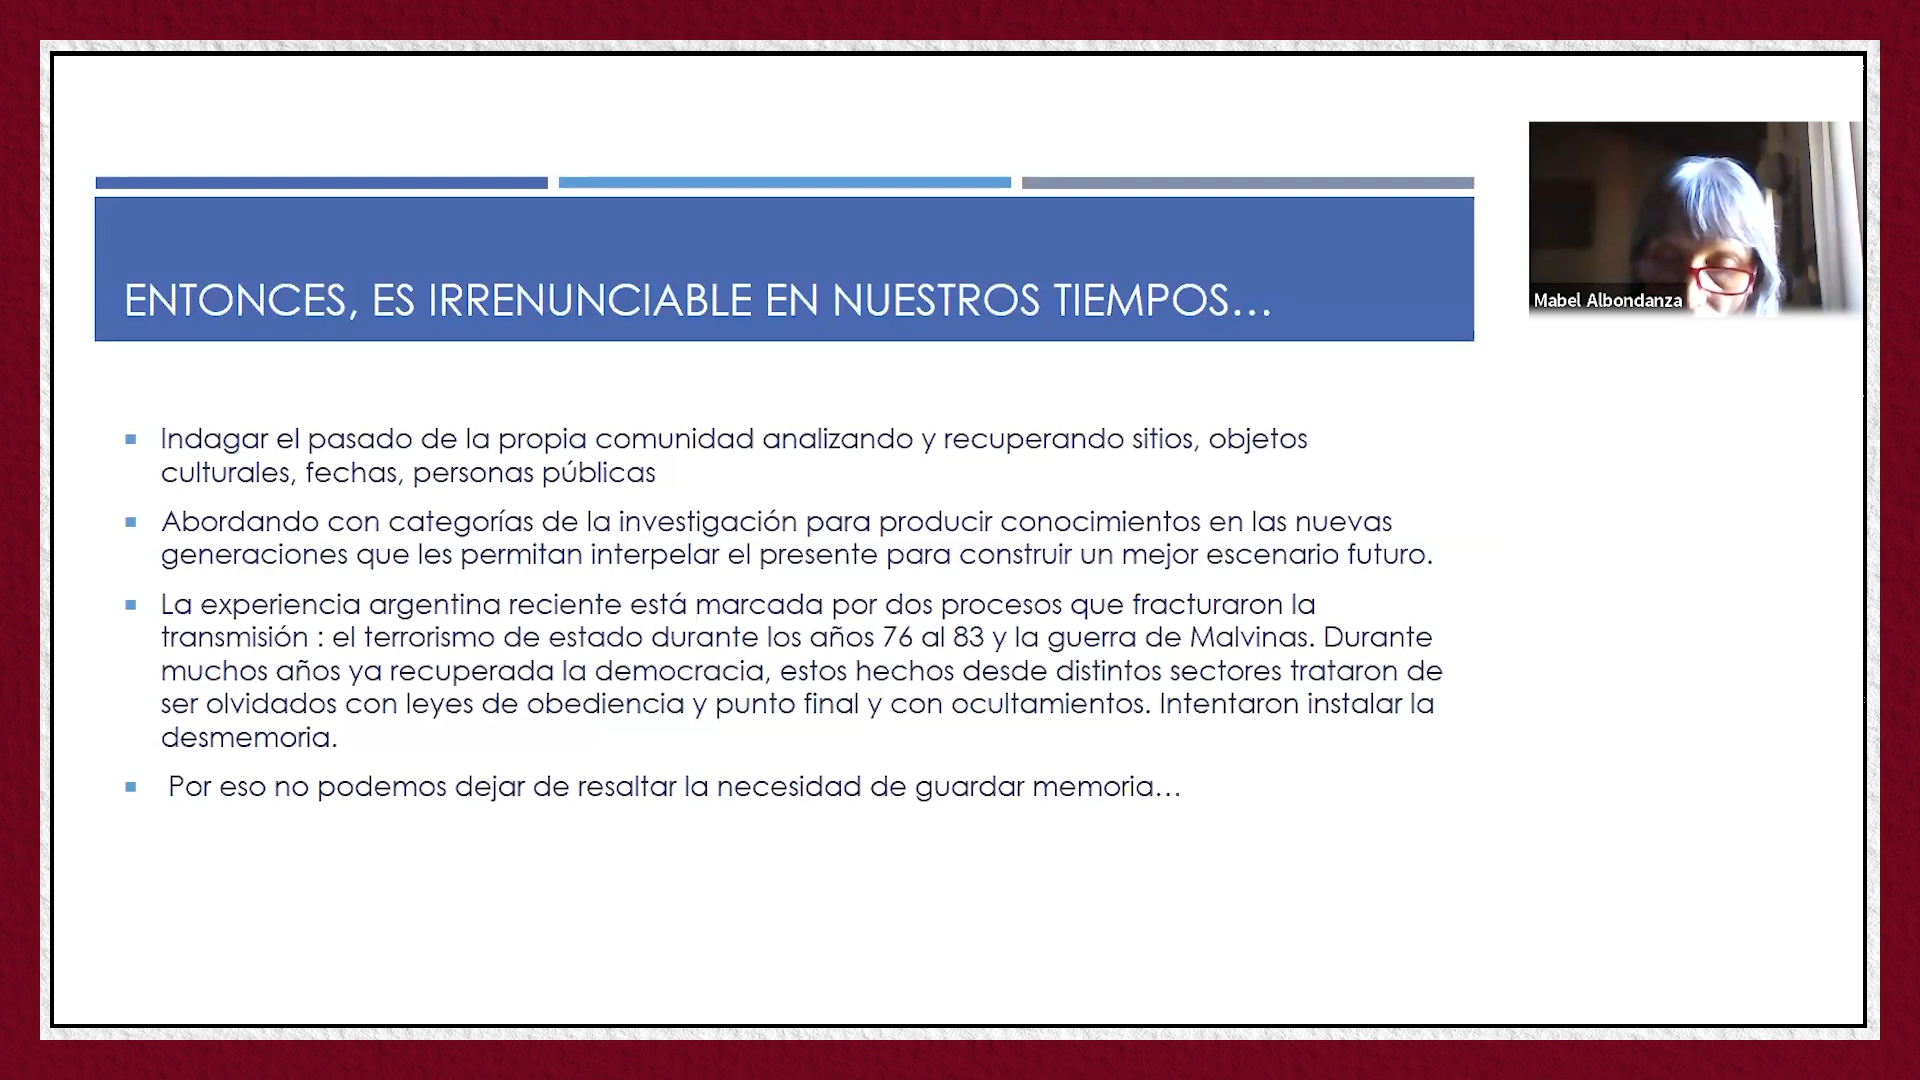 ENTONCES, ES IRRENUNCIABLE EN NUESTROS TIEMPOS...
Mabel Albondanza
Indagar el pasado de la propia comunidad analizando y recuperando sitios, objetos
culturales, fechas, personas públicas
Abordando con categorías de la investigación para producir conocimientos en las nuevas
generaciones que les permitan interpelar el presente para construir un mejor escenario futuro.
La experiencia argentina reciente está marcada por dos procesos que fracturaron la
transmisión : el terrorismo de estado durante los años 76 al 83 y la guerra de Malvinas. Durante
muchos años ya recuperada la democracia, estos hechos desde distintos sectores trataron de
ser olvidados con leyes de obediencia y punto final y con ocultamientos. Intentaron instalar la
desmemoria.
Por eso no podemos dejar de resaltar la necesidad de guardar memoria...